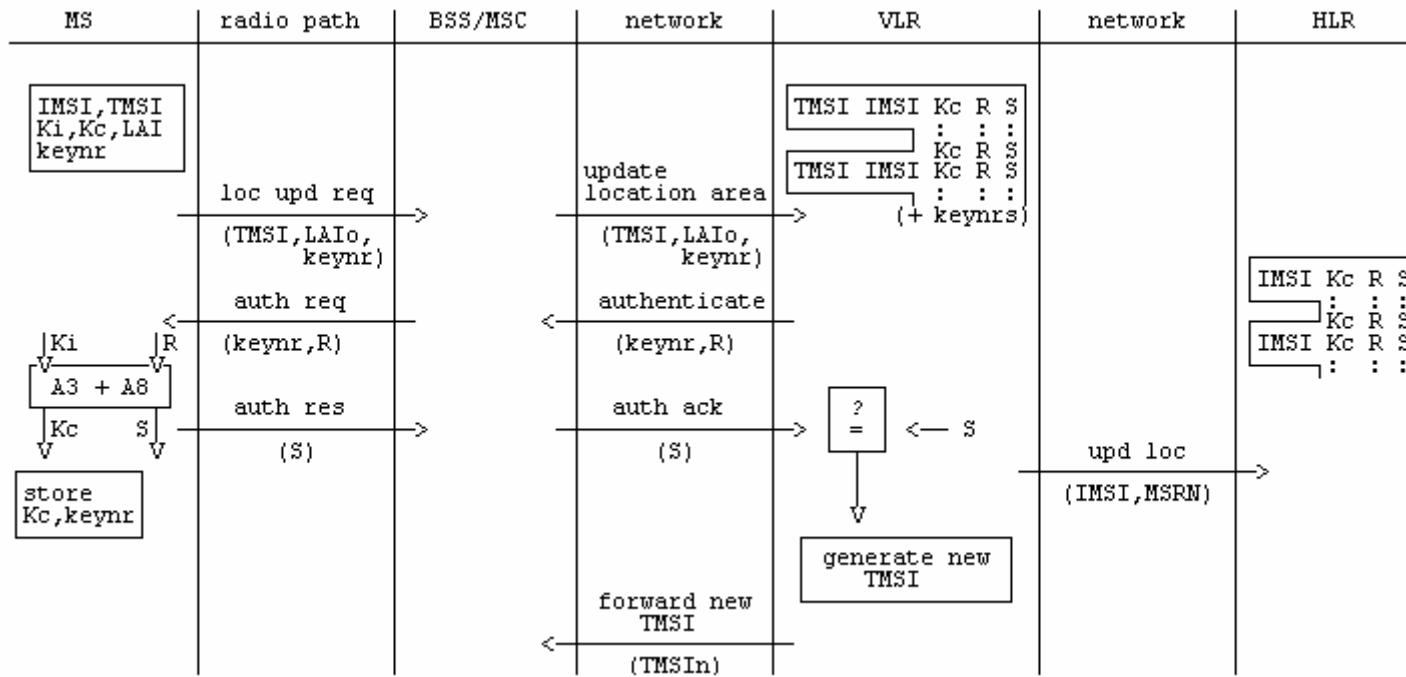 MS radio path BSS/MSC network VLR network HLR
IMSI,TMSI
Ki,Kc,LAI
keynr
TMSI IMSI Kc R S
: : :
Kc R S
TMSI IMSI Kc R S
: : :
(+ keynrs)
loc upd req
(TMSI,LAIo,
keynr)
update
location area
(TMSI,LAIo,
keynr)
IMSI Kc R S
: : :
Kc R S
IMSI Kc R S
: : :
auth req
(keynr,R)
authenticate
(keynr,R)
Ki R
A3 + A8
Kc S
auth res
(S)
auth ack
(S)
?
=
S
upd loc
(IMSI,MSRN)
store
Kc,keynr
generate new
TMSI
forward new
TMSI
(TMSIn)